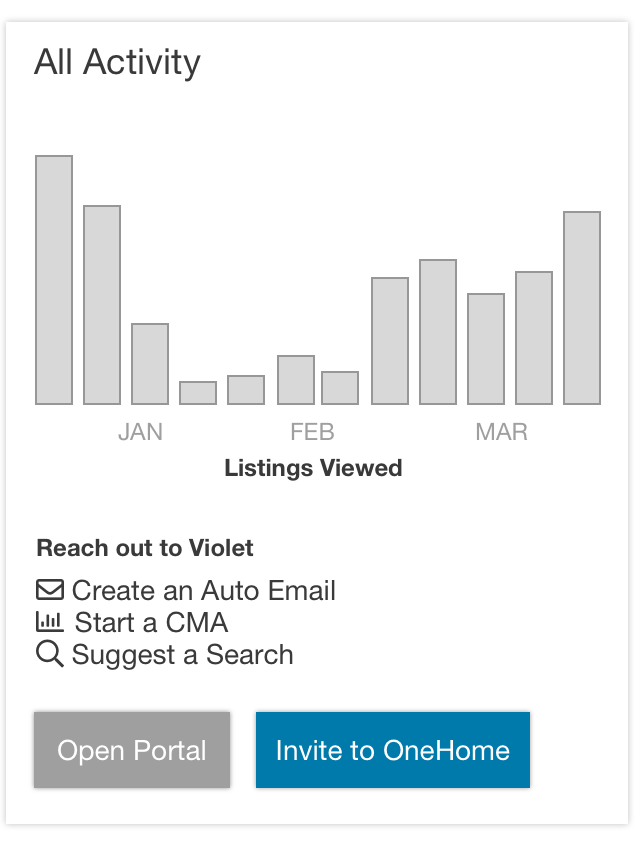 All Activity
JAN FEB MAR
Listings Viewed
Reach out to Violet
Create an Auto Email
Start a CMA
Suggest a Search
Open Portal Invite to OneHome